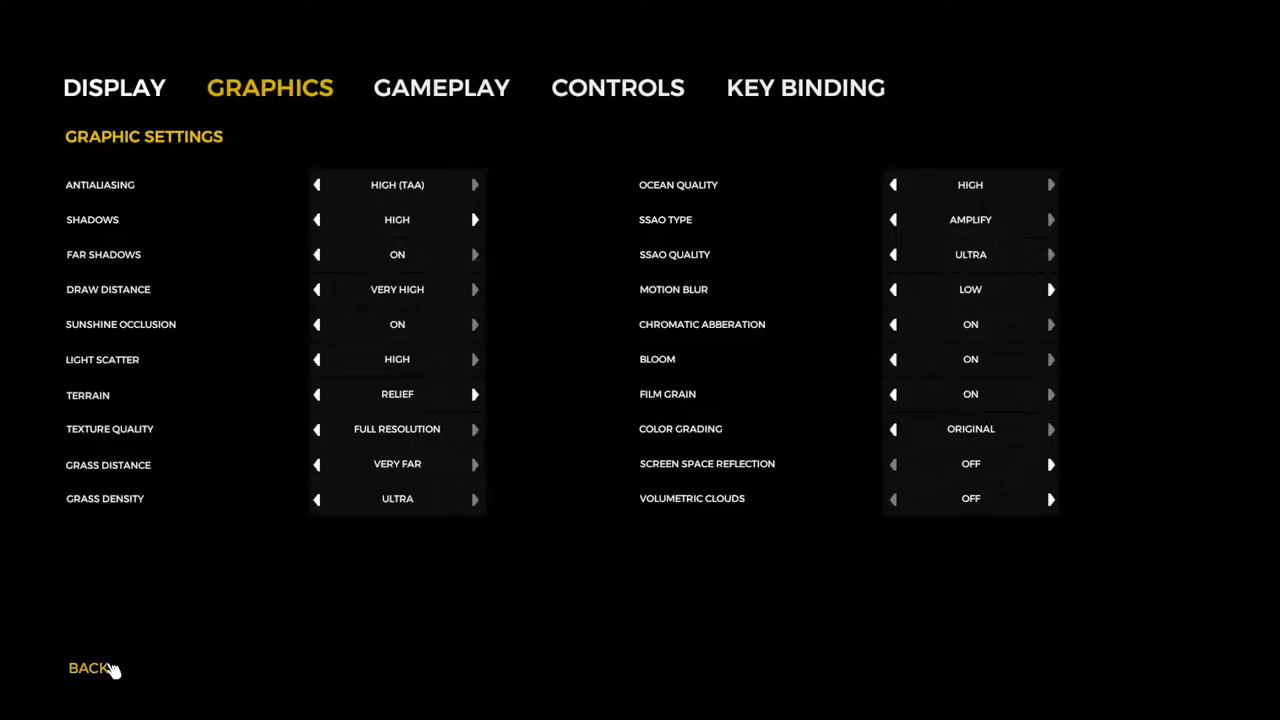 DISPLAY GRAPHICS GAMEPLAY CONTROLS KEY BINDING
GRAPHIC SETTINGS
ANTIALIASING HIGH (TAA)
SHADOWS HIGH
FAR SHADOWS ON
DRAW DISTANCE VERY HIGH
SUNSHINE OCCLUSION ON
LIGHT SCATTER HIGH
TERRAIN RELIEF
TEXTURE QUALITY FULL RESOLUTION
GRASS DISTANCE VERY FAR
GRASS DENSITY ULTRA
OCEAN QUALITY HIGH
SSAO TYPE AMPLIFY
SSAO QUALITY ULTRA
MOTION BLUR LOW
CHROMATIC ABBERATION ON
BLOOM ON
FILM GRAIN ON
COLOR GRADING ORIGINAL
SCREEN SPACE REFLECTION OFF
VOLUMETRIC CLOUDS OFF
BACK